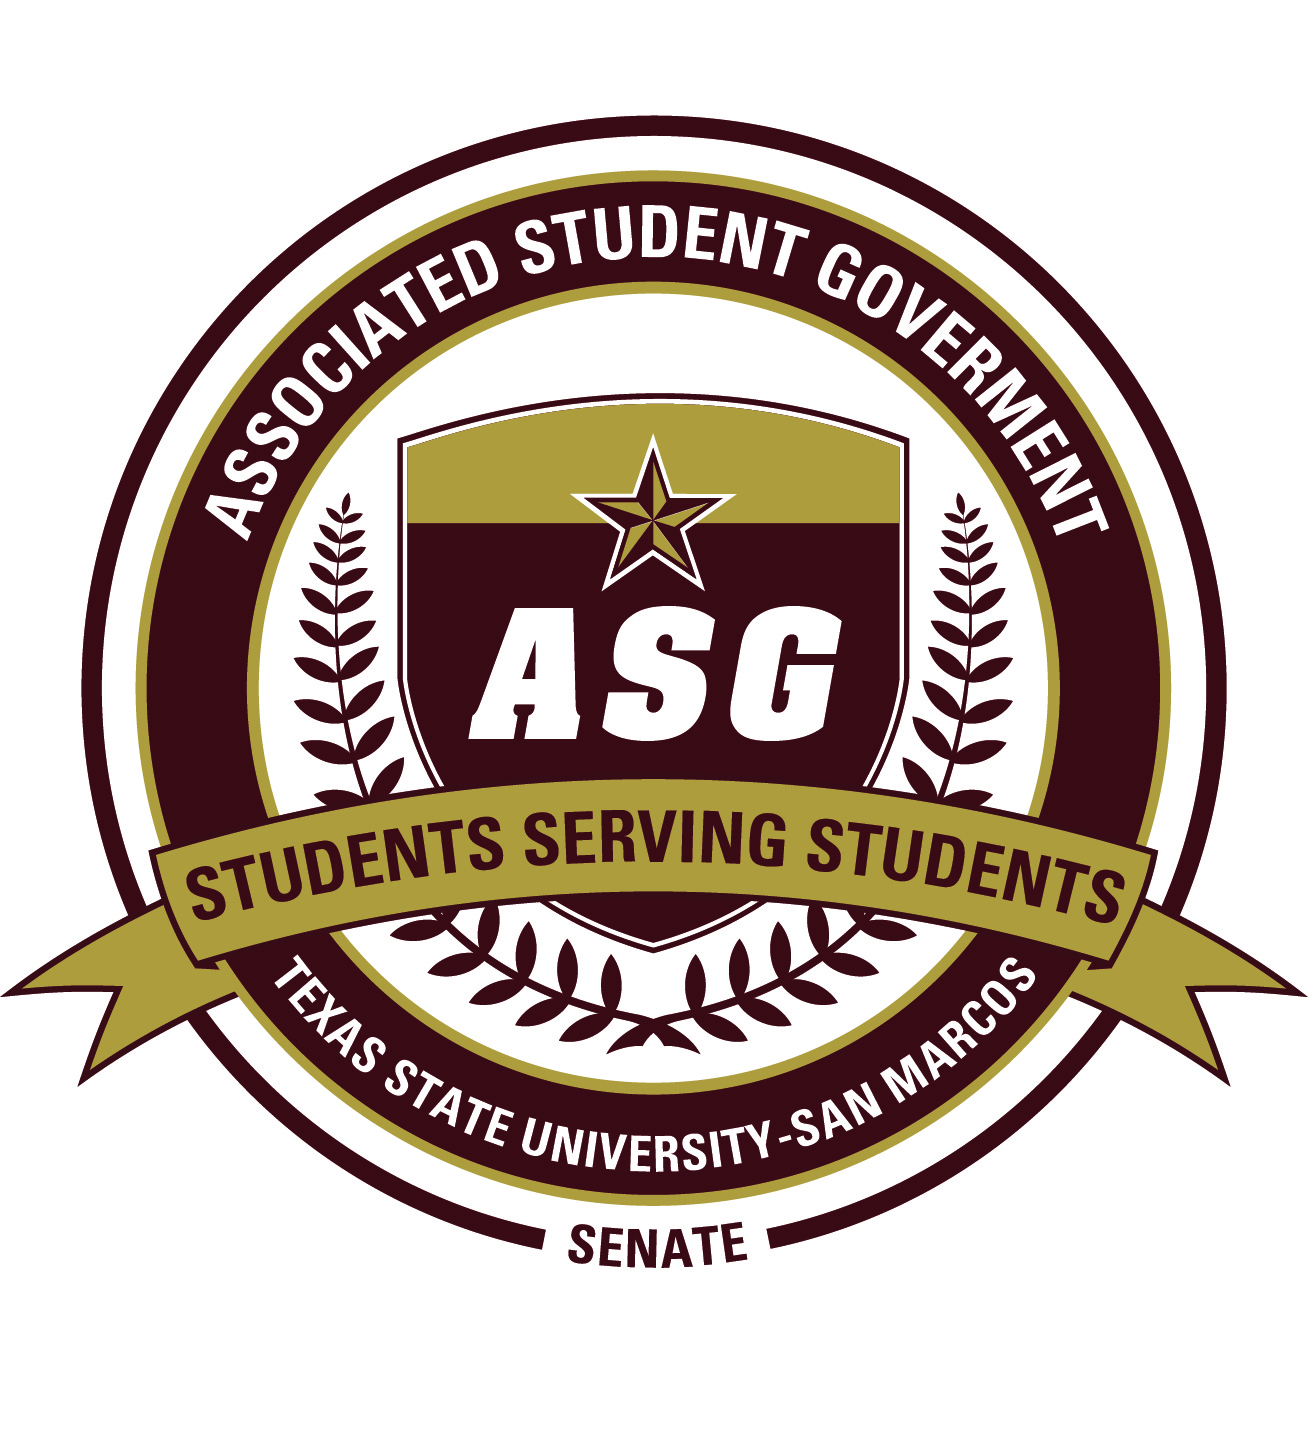 ASSOCIATED STUDENT GOVERMENT
ASG
STUDENTS SERVING STUDENTS
TEXAS STATE UNIVERSITY-SAN MARCOS
SENATE